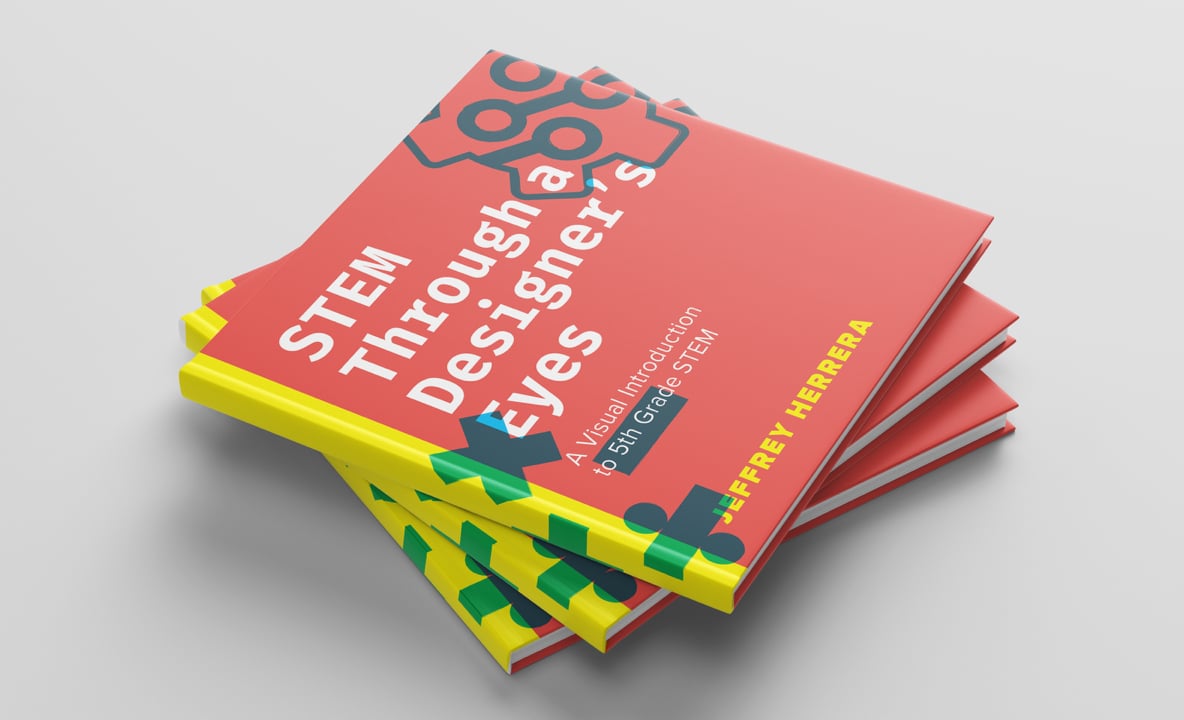 STEM
Through a
Designer's
Eyes
A Visual Introduction
to 5th Grade STEM
JEFFREY HERRERA